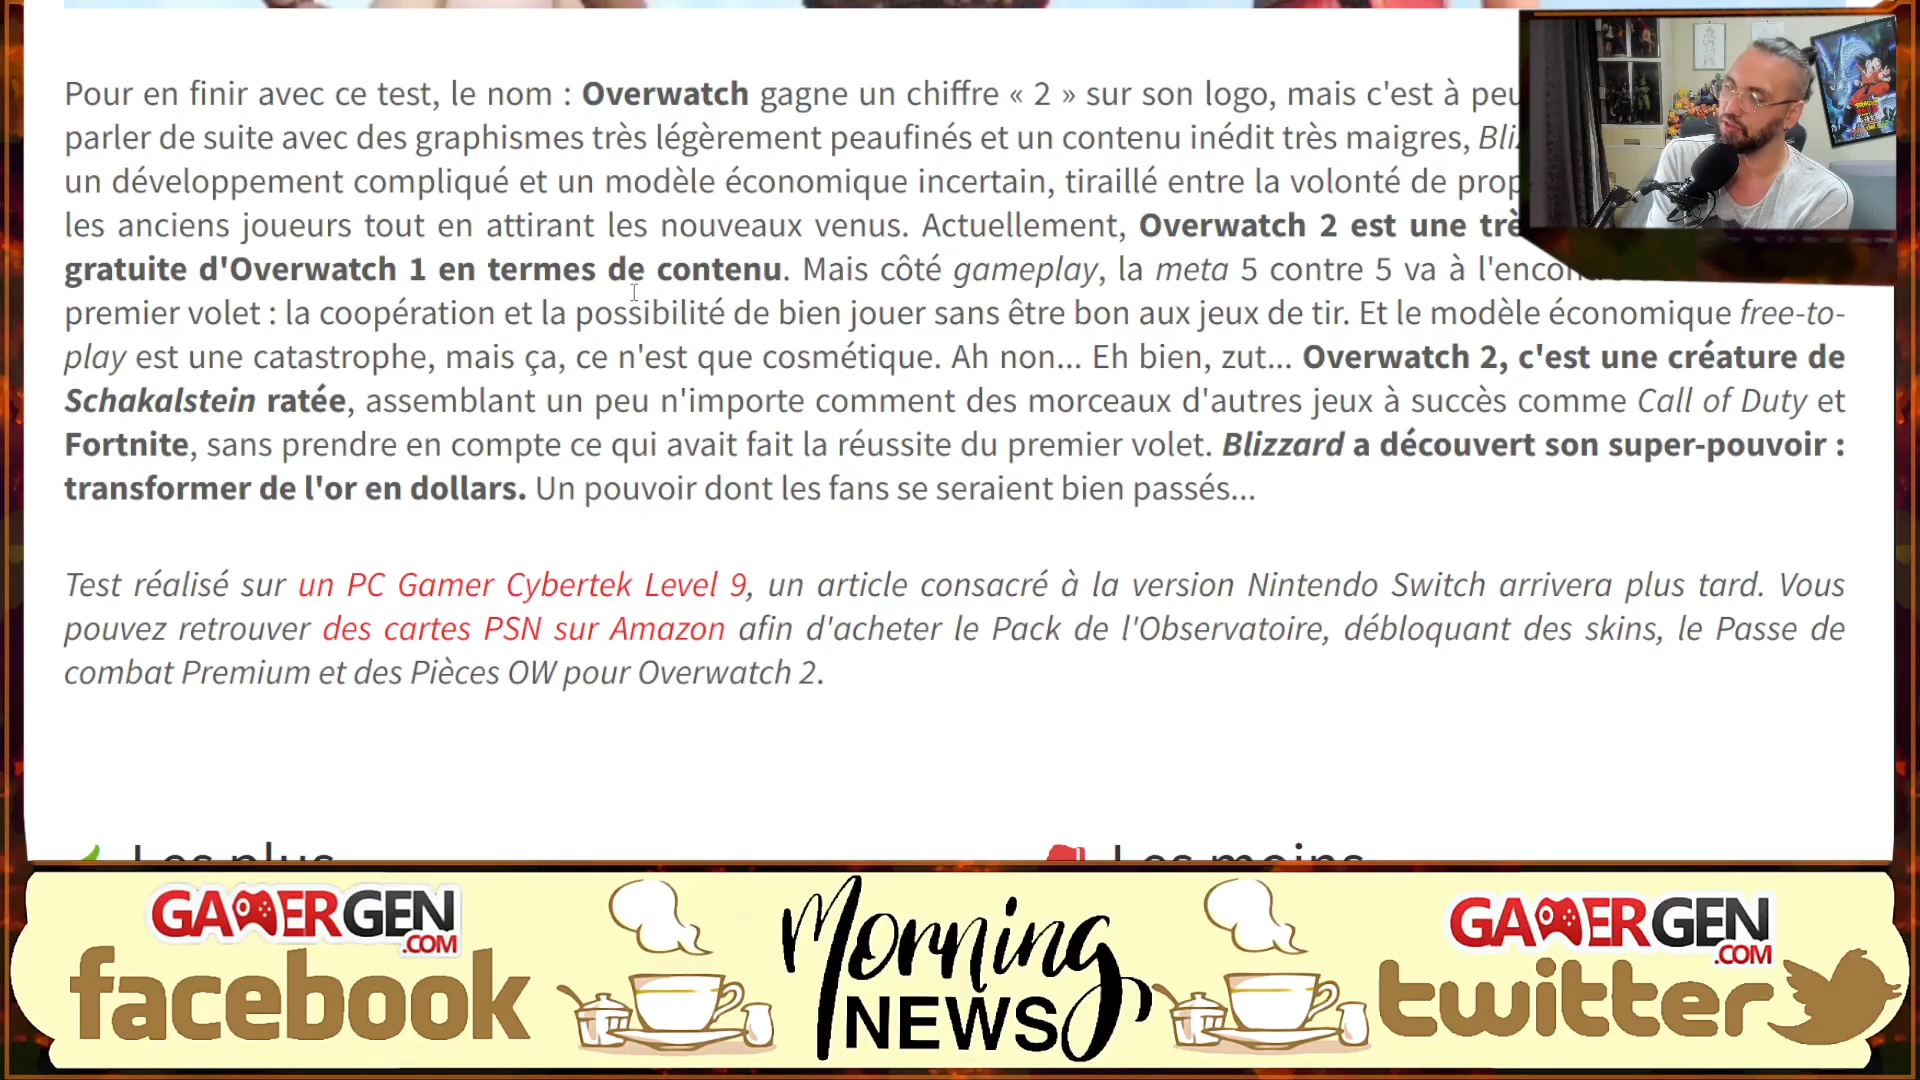 Pour en finir avec ce test, le nom : Overwatch gagne un chiffre « 2 » sur son logo, mais c'est à peu
parler de suite avec des graphismes très légèrement peaufinés et un contenu inédit très maigres,
un développement compliqué et un modèle économique incertain, tiraillé entre la volonté de
les anciens joueurs tout en attirant les nouveaux venus. Actuellement, Overwatch 2 est une
gratuite d'Overwatch 1 en termes de contenu. Mais côté gameplay, la meta 5 contre 5 va à
premier volet : la coopération et la possibilité de bien jouer sans être bon aux jeux de tir. Et le modèle économique free-to-
play est une catastrophe, mais ça, ce n'est que cosmétique. Ah non... Eh bien, zut... Overwatch 2, c'est une créature de
Schakalstein ratée, assemblant un peu n'importe comment des morceaux d'autres jeux à succès comme Call of Duty et
Fortnite, sans prendre en compte ce qui avait fait la réussite du premier volet. Blizzard a découvert son super-pouvoir :
transformer de l'or en dollars. Un pouvoir dont les fans se seraient bien passés...
Test réalisé sur un PC Gamer Cybertek Level 9, un article consacré à la version Nintendo Switch arrivera plus tard. Vous
pouvez retrouver des cartes PSN sur Amazon afin d'acheter le Pack de l'Observatoire, débloquant des skins, le Passe de
combat Premium et des Pièces OW pour Overwatch 2.
Les plus
Les moins
GAMERGEN.COM
facebook
Morning
NEWS
GAMERGEN.COM
twitter